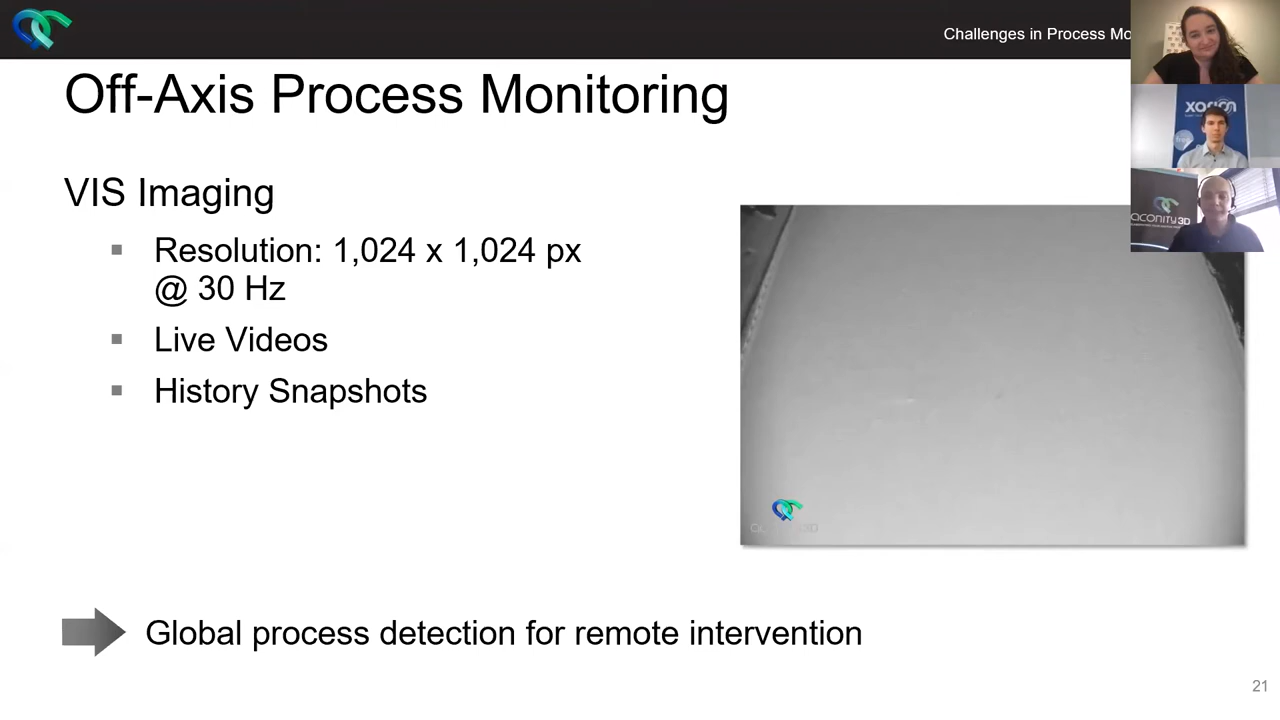 Challenges in Process Mo
Off-Axis Process Monitoring
VIS Imaging
▪ Resolution: 1,024 x 1,024 px
@ 30 Hz
▪ Live Videos
▪ History Snapshots
Global process detection for remote intervention
21
xarion
aconity3D